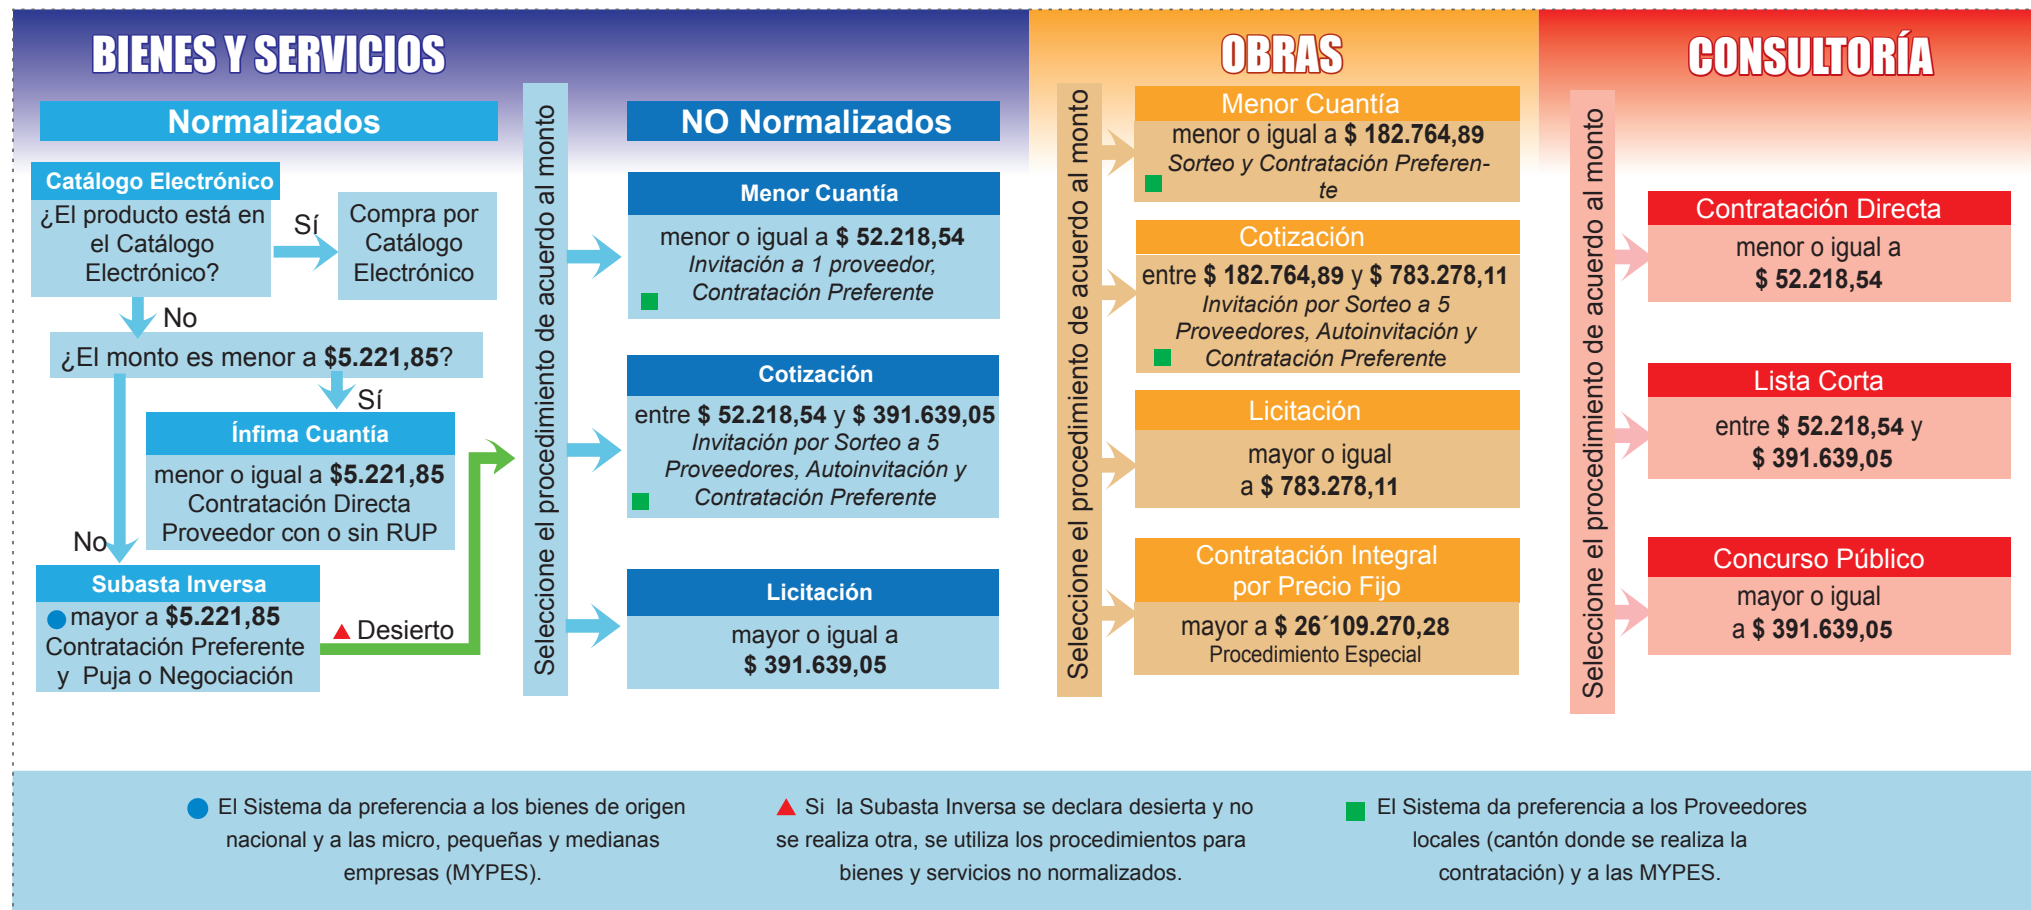 BIENES Y SERVICIOS
Normalizados
Catálogo Electrónico
¿El producto está en
el Catálogo
Electrónico?
Sí
Compra por
Catálogo
Electrónico
No
¿El monto es menor a $5.221,85?
Sí
Ínfima Cuantía
menor o igual a $5.221,85
Contratación Directa
Proveedor con o sin RUP
No
Subasta Inversa
mayor a $5.221,85
Contratación Preferente
y Puja o Negociación
Desierto
Seleccione el procedimiento de acuerdo al monto
NO Normalizados
Menor Cuantía
menor o igual a $ 52.218,54
Invitación a 1 proveedor,
Contratación Preferente
Cotización
entre $ 52.218,54 y $ 391.639,05
Invitación por Sorteo a 5
Proveedores, Autoinvitación y
Contratación Preferente
Licitación
mayor o igual a
$ 391.639,05
OBRAS
Seleccione el procedimiento de acuerdo al monto
Menor Cuantía
menor o igual a $ 182.764,89
Sorteo y Contratación Preferen-
te
Cotización
entre $ 182.764,89 y $ 783.278,11
Invitación por Sorteo a 5
Proveedores, Autoinvitación y
Contratación Preferente
Licitación
mayor o igual
a $ 783.278,11
Contratación Integral
por Precio Fijo
mayor a $ 26´109.270,28
Procedimiento Especial
CONSULTORÍA
Seleccione el procedimiento de acuerdo al monto
Contratación Directa
menor o igual a
$ 52.218,54
Lista Corta
entre $ 52.218,54 y
$ 391.639,05
Concurso Público
mayor o igual
a $ 391.639,05
El Sistema da preferencia a los bienes de origen
nacional y a las micro, pequeñas y medianas
empresas (MYPES).
Si la Subasta Inversa se declara desierta y no
se realiza otra, se utiliza los procedimientos para
bienes y servicios no normalizados.
El Sistema da preferencia a los Proveedores
locales (cantón donde se realiza la
contratación) y a las MYPES.